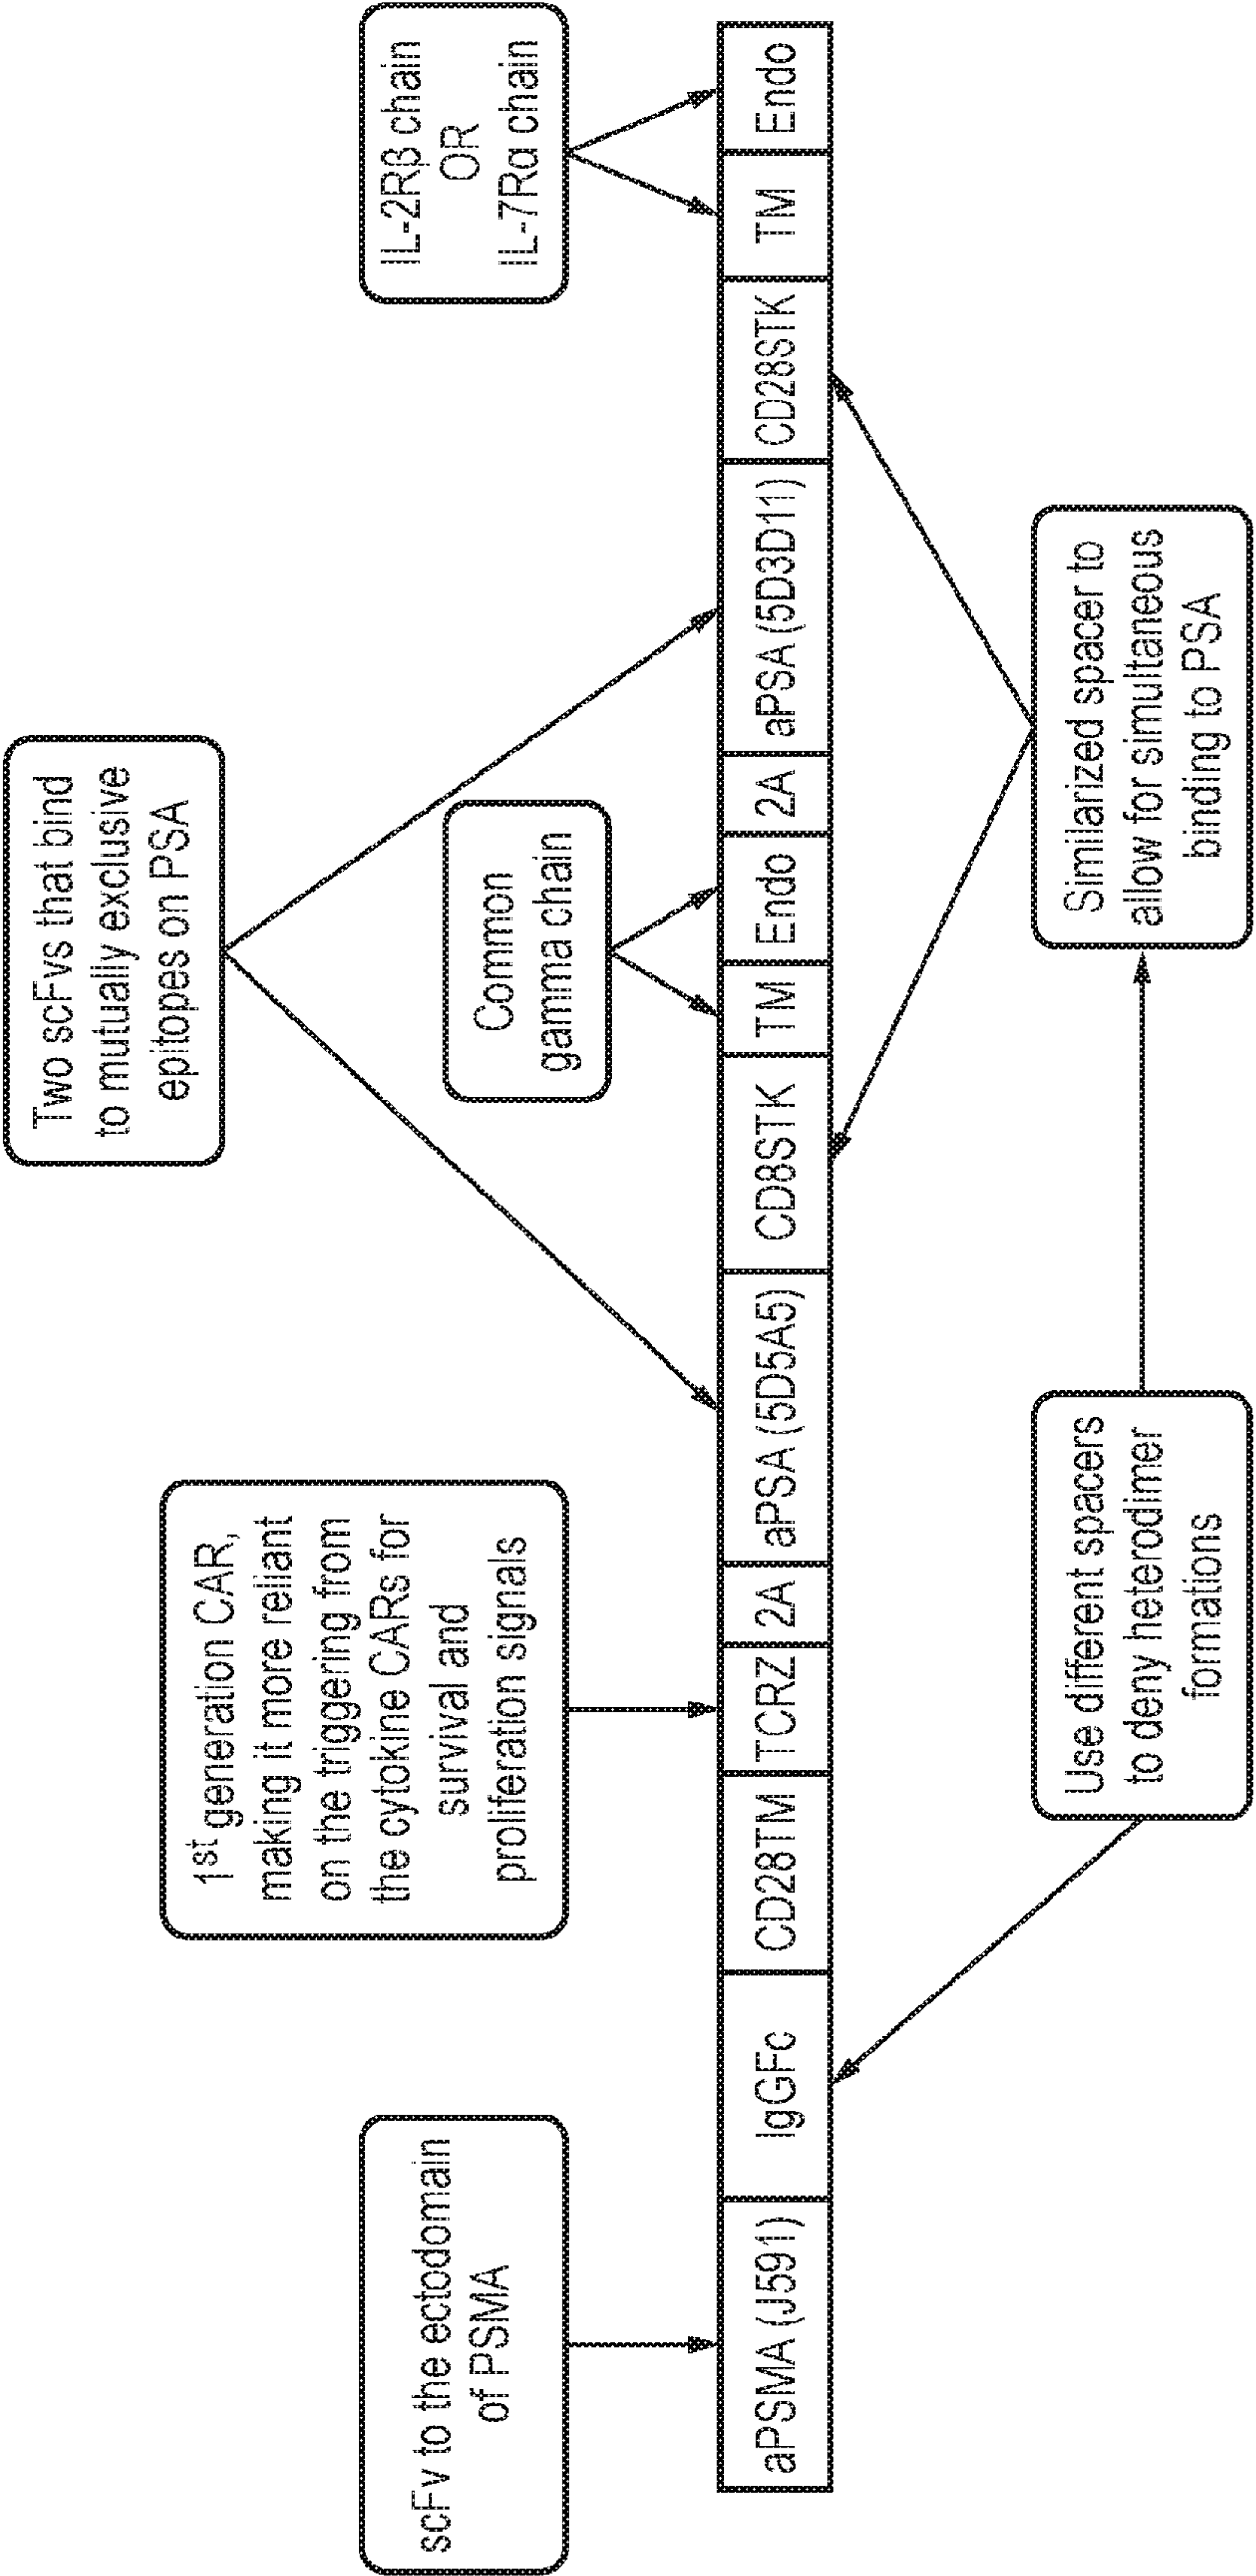 Two scFvs that bind
to mutually exclusive
epitopes on PSA
1st generation CAR,
making it more reliant
on the triggering from
the cytokine CARs for
survival and
proliferation signals
scFv to the ectodomain
of PSMA
Common
gamma chain
IL-2Rβ chain
OR
IL-7Rα chain
aPSMA (J591)
IgGFc
CD28TM
TCRZ
2A
aPSA (5D5A5)
CD8STK
TM
Endo
2A
aPSA (5D3D11)
CD28STK
TM
Endo
Use different spacers
to deny heterodimer
formations
Similarized spacer to
allow for simultaneous
binding to PSA